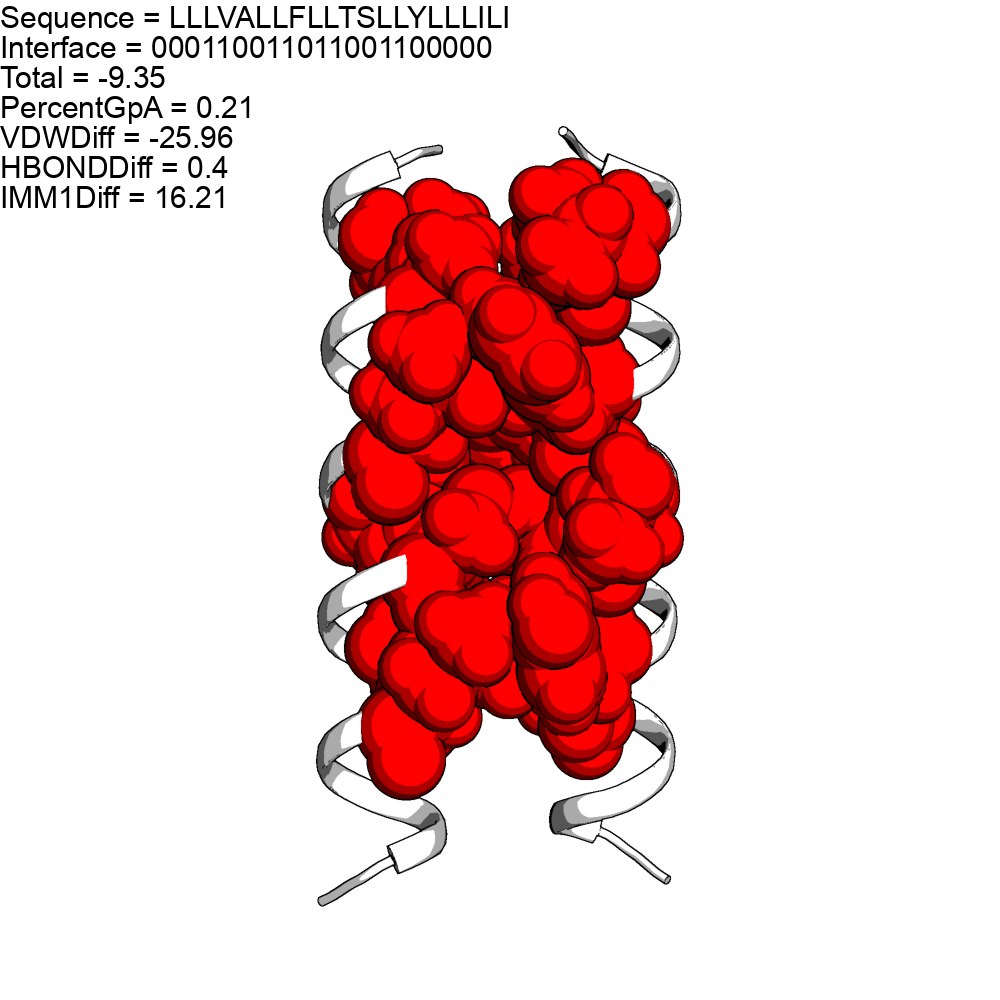 Sequence = LLLVALLFLLTSLLYLLLILI
Interface = 000110011011001100000
Total = -9.35
PercentGpA = 0.21
VDWDiff = -25.96
HBONDDiff = 0.4
IMM1Diff = 16.21